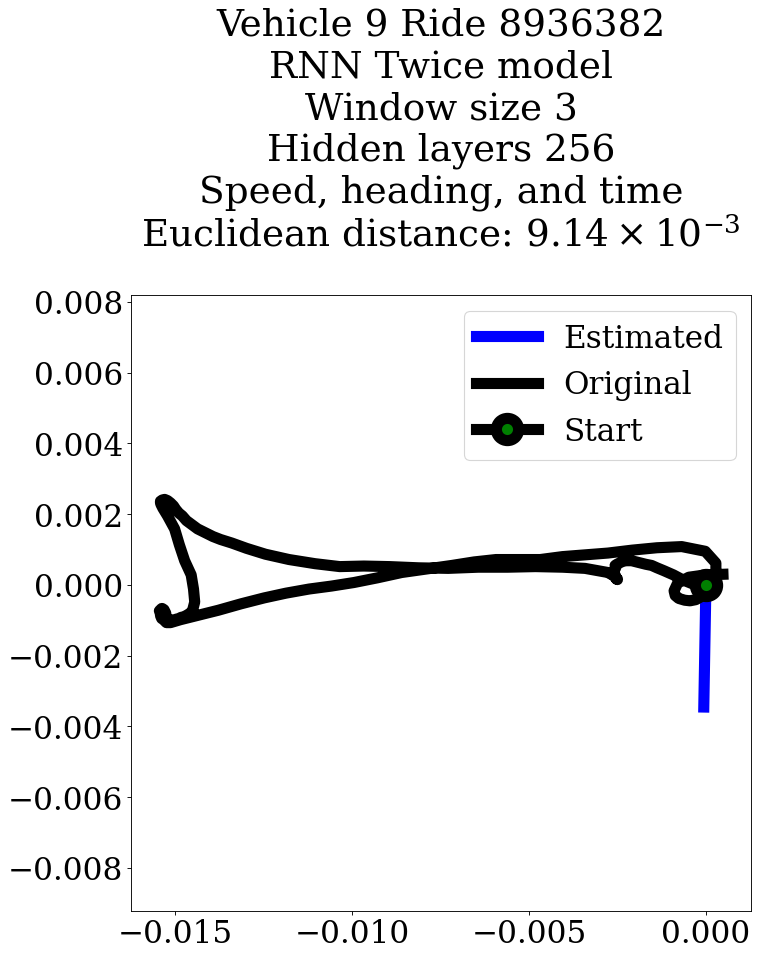 Vehicle 9 Ride 8936382
RNN Twice model
Window size 3
Hidden layers 256
Speed, heading, and time
Euclidean distance: 9.14 × 10⁻³
0.008
0.006
0.004
0.002
0.000
−0.002
−0.004
−0.006
−0.008
Estimated
Original
Start
−0.015
−0.010
−0.005
0.000